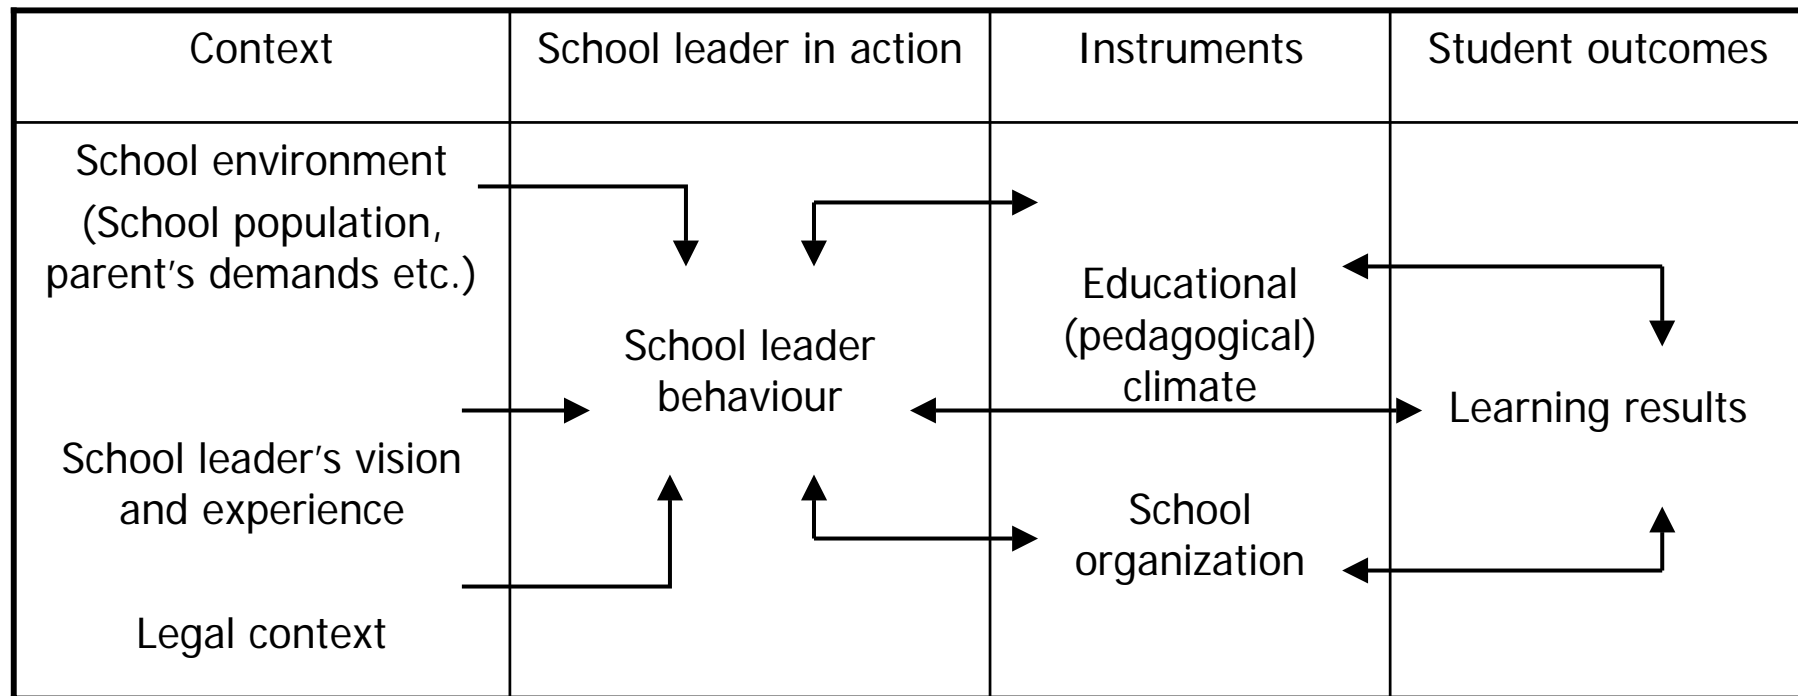 Context
School leader in action
Instruments
Student outcomes
School environment
(School population,
parent's demands etc.)
School leader's vision
and experience
Legal context
School leader
behaviour
Educational
(pedagogical)
climate
School
organization
Learning results